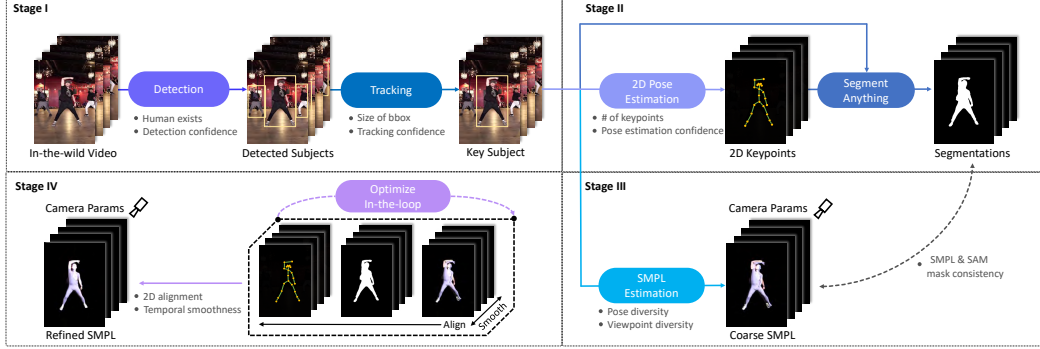 Stage I
Detection
Human exists
Detection confidence
Tracking
Size of bbox
Tracking confidence
In-the-wild Video
Detected Subjects
Key Subject
Stage II
2D Pose
Estimation
# of keypoints
Pose estimation confidence
Segment
Anything
2D Keypoints
Segmentations
Stage IV
Camera Params
Optimize
In-the-loop
2D alignment
Temporal smoothness
Align
Smooth
Refined SMPL
Stage III
Camera Params
SMPL
Estimation
Pose diversity
Viewpoint diversity
SMPL & SAM
mask consistency
Coarse SMPL